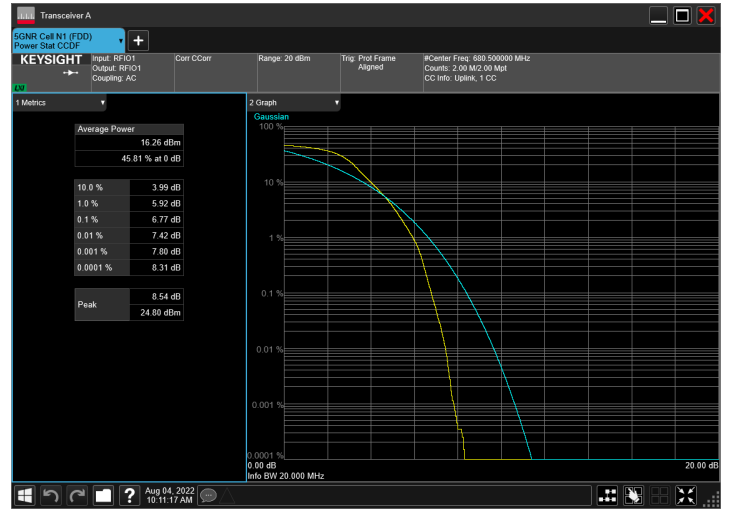 Transceiver A
5GNR Cell N1 (FDD)
Power Stat CCDF
KEYSIGHT
Input: RFIO1
Output: RFIO1
Coupling: AC
Corr CCorr
Range: 20 dBm
Trig: Prot Frame
Aligned
#Center Freq: 680.500000 MHz
Counts: 2.00 M/2.00 Mpt
CC Info: Uplink, 1 CC
1 Metrics
Average Power
16.26 dBm
45.81 % at 0 dB
10.0 % 3.99 dB
1.0 % 5.92 dB
0.1 % 6.77 dB
0.01 % 7.42 dB
0.001 % 7.80 dB
0.0001 % 8.31 dB
Peak
8.54 dB
24.80 dBm
2 Graph
Gaussian
100 %
10 %
1 %
0.1 %
0.01 %
0.001 %
0.0001 %
0.00 dB
20.00 dB
Info BW 20.000 MHz
Aug 04, 2022
10:11:17 AM